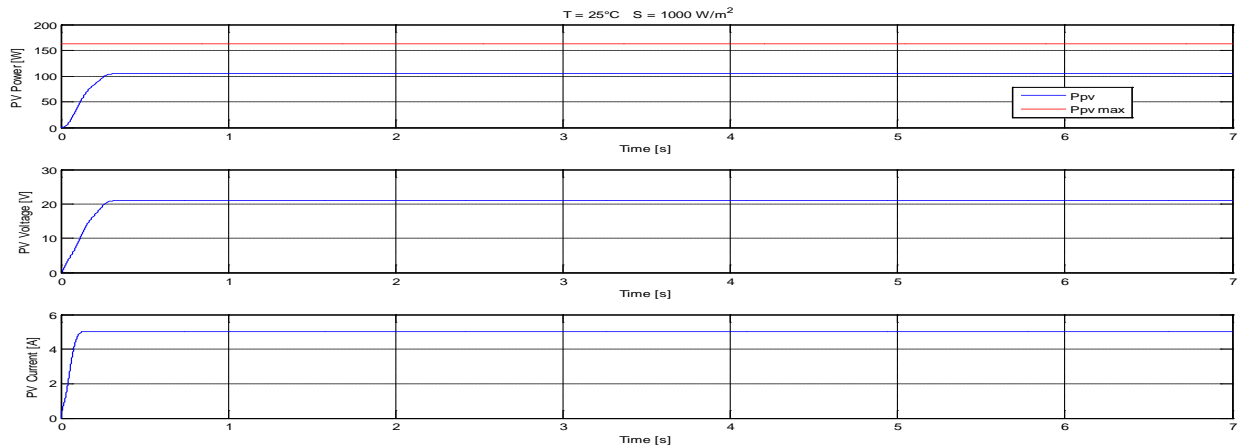 T = 25°C S = 1000 W/m²
200
150
100
50
0
PV Power [W]
Ppv
Ppv max
0 1 2 3 4 5 6 7
Time [s]
30
20
10
0
PV Voltage [V]
0 1 2 3 4 5 6 7
Time [s]
6
4
2
0
PV Current [A]
0 1 2 3 4 5 6 7
Time [s]